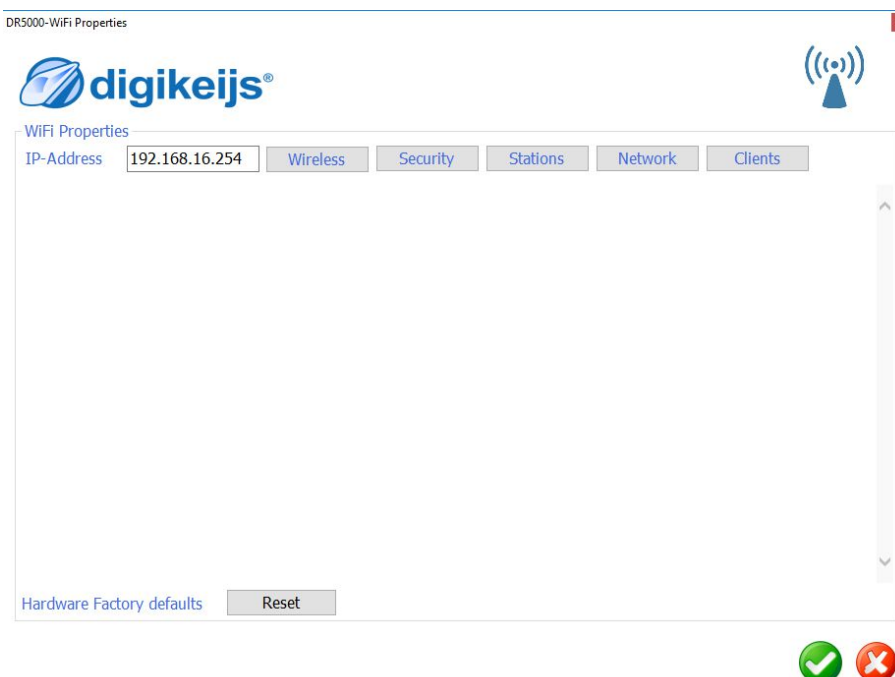 DR5000-WiFi Properties
digikeijs®
WiFi Properties
IP-Address 192.168.16.254 Wireless Security Stations Network Clients
Hardware Factory defaults Reset